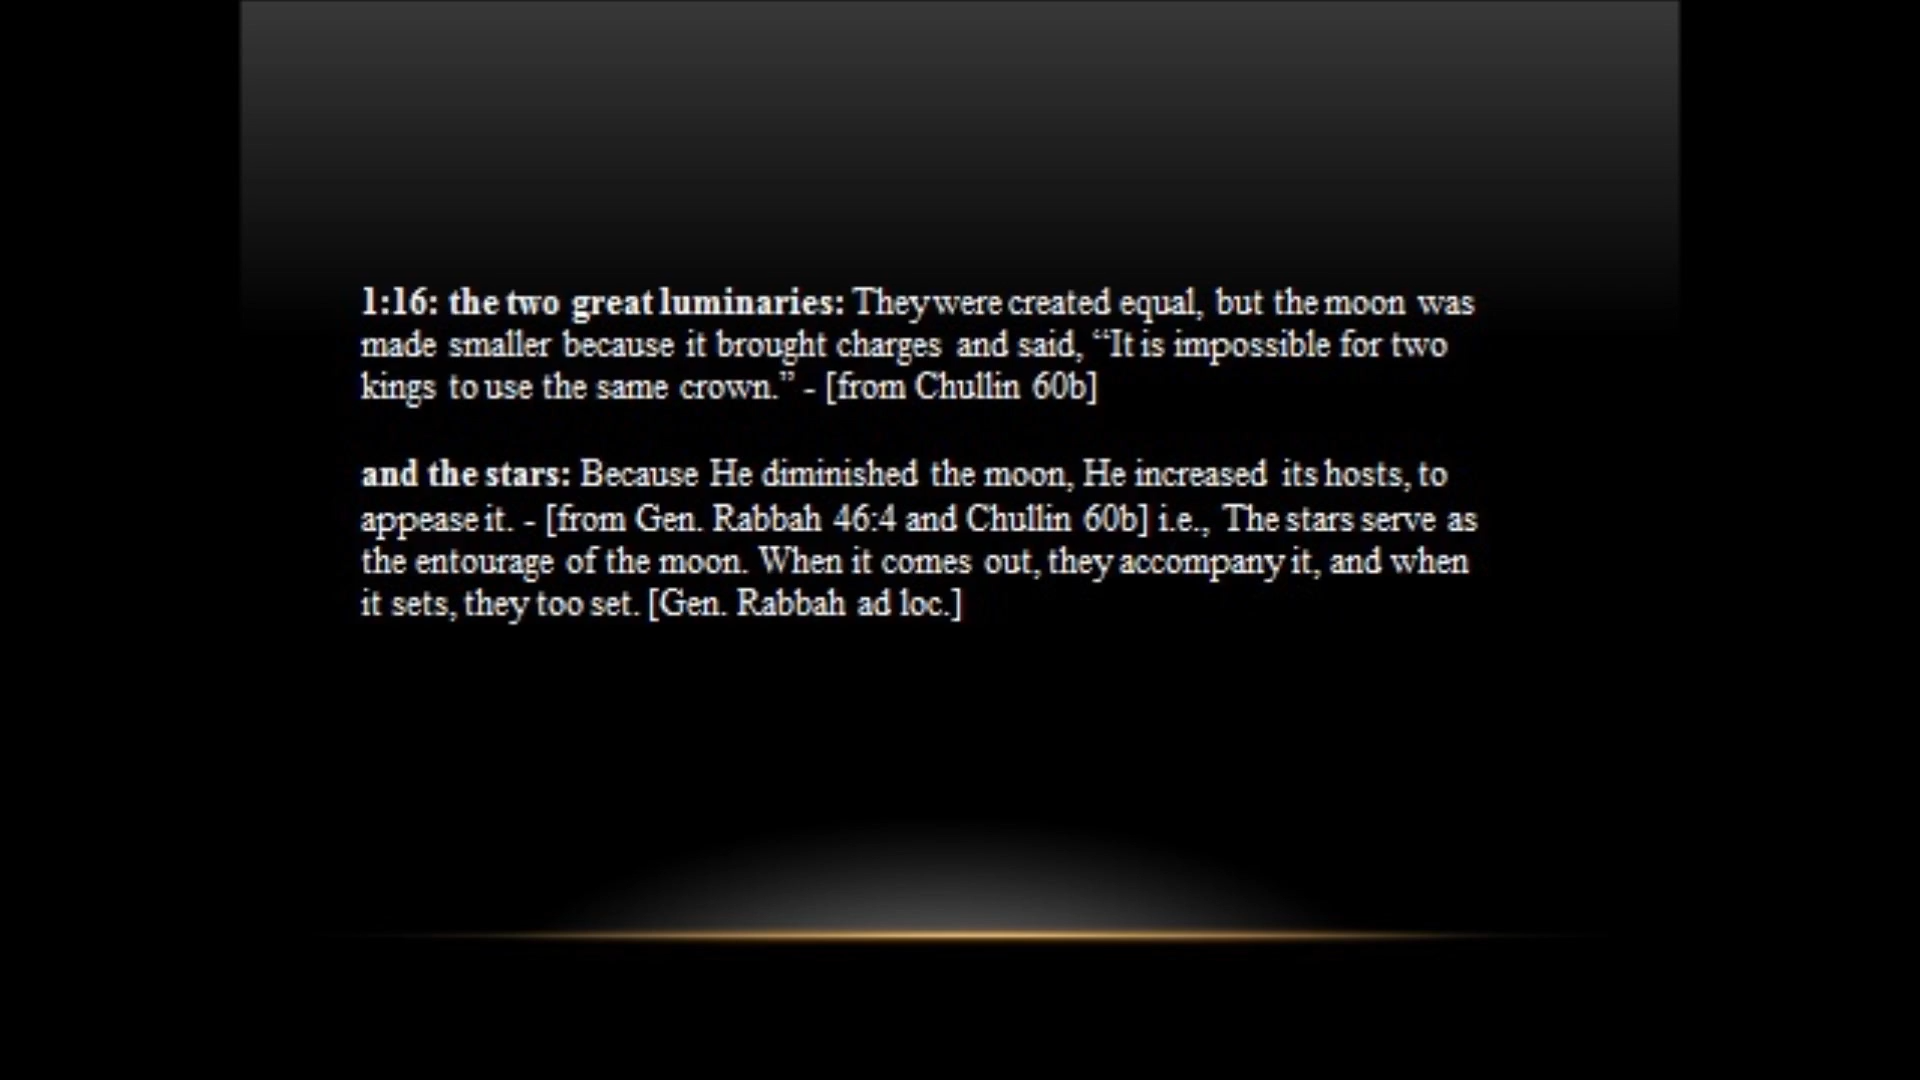 1:16: the two great luminaries: They were created equal, but the moon was
made smaller because it brought charges and said, “It is impossible for two
kings to use the same crown.” - [from Chullin 60b]
and the stars: Because He diminished the moon, He increased its hosts, to
appease it. - [from Gen. Rabbah 46:4 and Chullin 60b] i.e., The stars serve as
the entourage of the moon. When it comes out, they accompany it, and when
it sets, they too set. [Gen. Rabbah ad loc.]